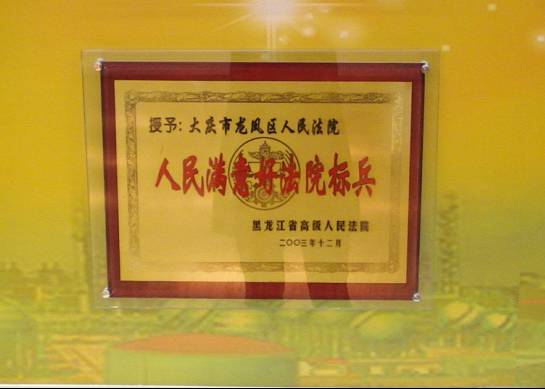 授予：大庆市龙凤区人民法院
人民满意好法院标兵
黑龙江省高级人民法院
二〇〇三年十二月